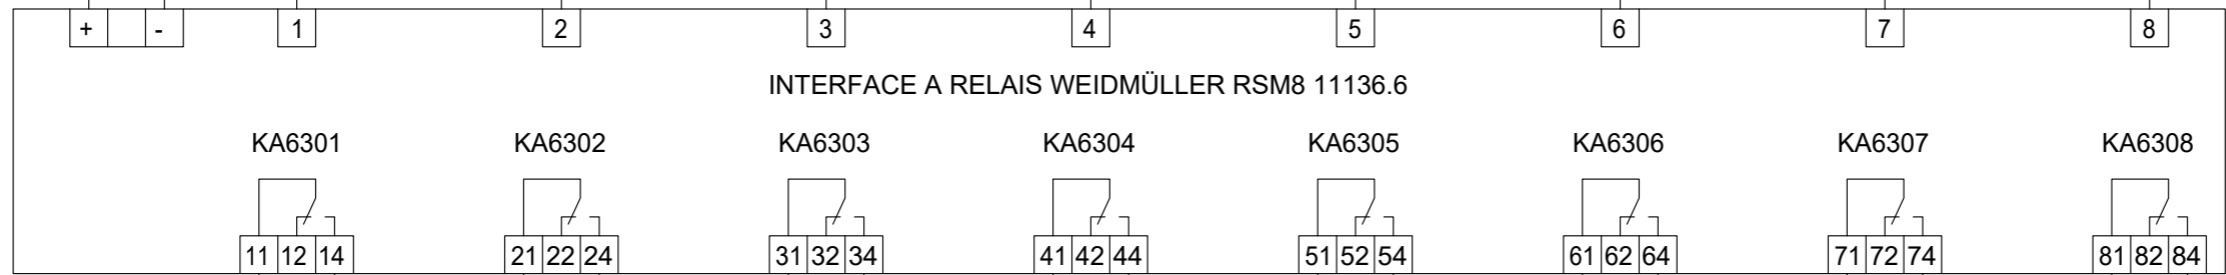 + - 1 2 3 4 5 6 7 8
INTERFACE A RELAIS WEIDMÜLLER RSM8 11136.6
KA6301 KA6302 KA6303 KA6304 KA6305 KA6306 KA6307 KA6308
11 12 14 21 22 24 31 32 34 41 42 44 51 52 54 61 62 64 71 72 74 81 82 84